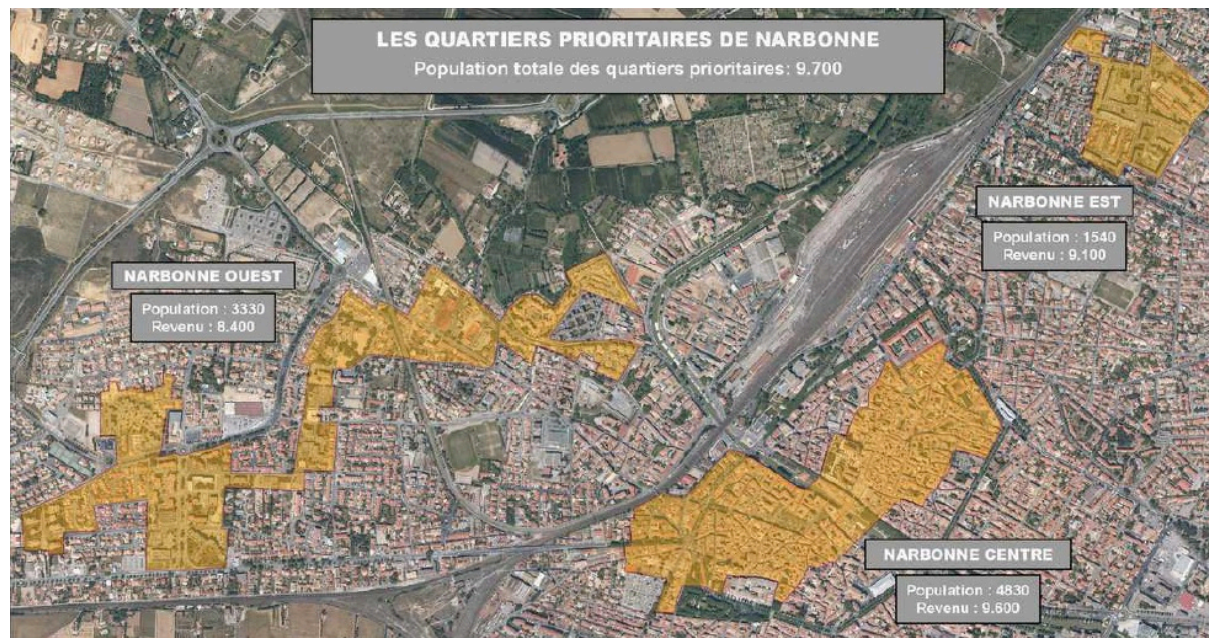 LES QUARTIERS PRIORITAIRES DE NARBONNE
Population totale des quartiers prioritaires: 9.700
NARBONNE EST
Population : 1540
Revenu : 9.100
NARBONNE OUEST
Population : 3330
Revenu : 8.400
NARBONNE CENTRE
Population : 4830
Revenu : 9.600